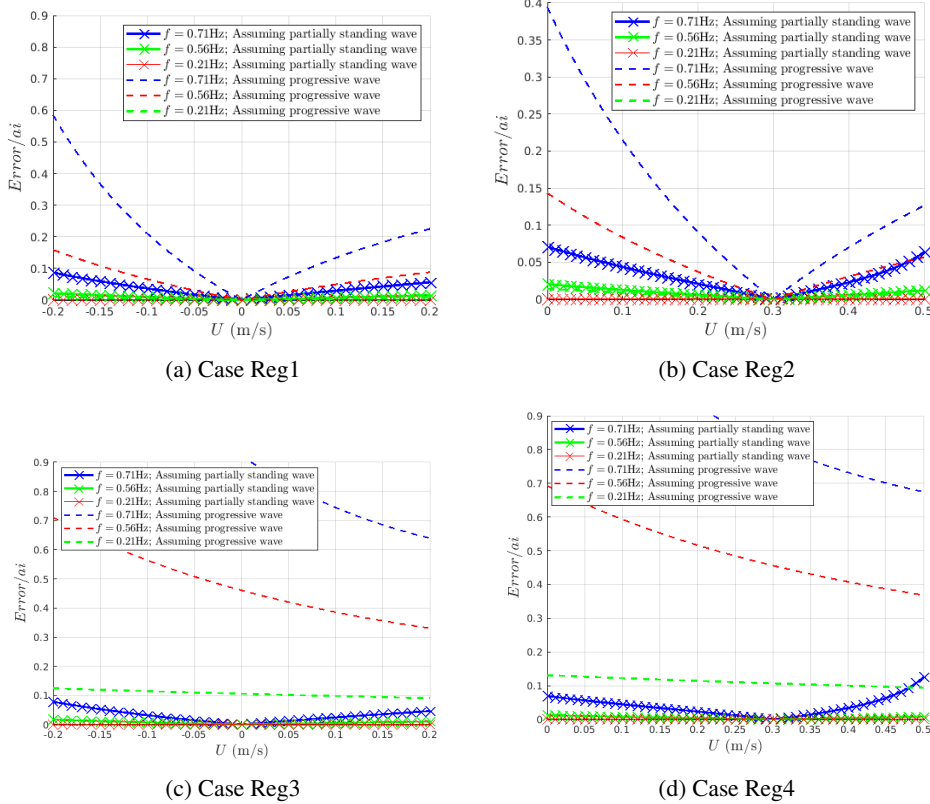 0.9
0.8
0.7
0.6
0.5
0.4
0.3
0.2
0.1
0
Error/ai
f = 0.71Hz; Assuming partially standing wave
f = 0.56Hz; Assuming partially standing wave
f = 0.21Hz; Assuming partially standing wave
f = 0.71Hz; Assuming progressive wave
f = 0.56Hz; Assuming progressive wave
f = 0.21Hz; Assuming progressive wave
-0.2 -0.15 -0.1 -0.05 0 0.05 0.1 0.15 0.2
U (m/s)
(a) Case Reg1
0.4
0.35
0.3
0.25
0.2
0.15
0.1
0.05
0
Error/ai
f = 0.71Hz; Assuming partially standing wave
f = 0.56Hz; Assuming partially standing wave
f = 0.21Hz; Assuming partially standing wave
f = 0.71Hz; Assuming progressive wave
f = 0.56Hz; Assuming progressive wave
f = 0.21Hz; Assuming progressive wave
0 0.1 0.2 0.3 0.4 0.5
U (m/s)
(b) Case Reg2
0.9
0.8
0.7
0.6
0.5
0.4
0.3
0.2
0.1
0
Error/ai
f = 0.71Hz; Assuming partially standing wave
f = 0.56Hz; Assuming partially standing wave
f = 0.21Hz; Assuming partially standing wave
f = 0.71Hz; Assuming progressive wave
f = 0.56Hz; Assuming progressive wave
f = 0.21Hz; Assuming progressive wave
-0.2 -0.15 -0.1 -0.05 0 0.05 0.1 0.15 0.2
U (m/s)
(c) Case Reg3
0.9
0.8
0.7
0.6
0.5
0.4
0.3
0.2
0.1
0
Error/ai
f = 0.71Hz; Assuming partially standing wave
f = 0.56Hz; Assuming partially standing wave
f = 0.21Hz; Assuming partially standing wave
f = 0.71Hz; Assuming progressive wave
f = 0.56Hz; Assuming progressive wave
f = 0.21Hz; Assuming progressive wave
0 0.05 0.1 0.15 0.2 0.25 0.3 0.35 0.4 0.45 0.5
U (m/s)
(d) Case Reg4